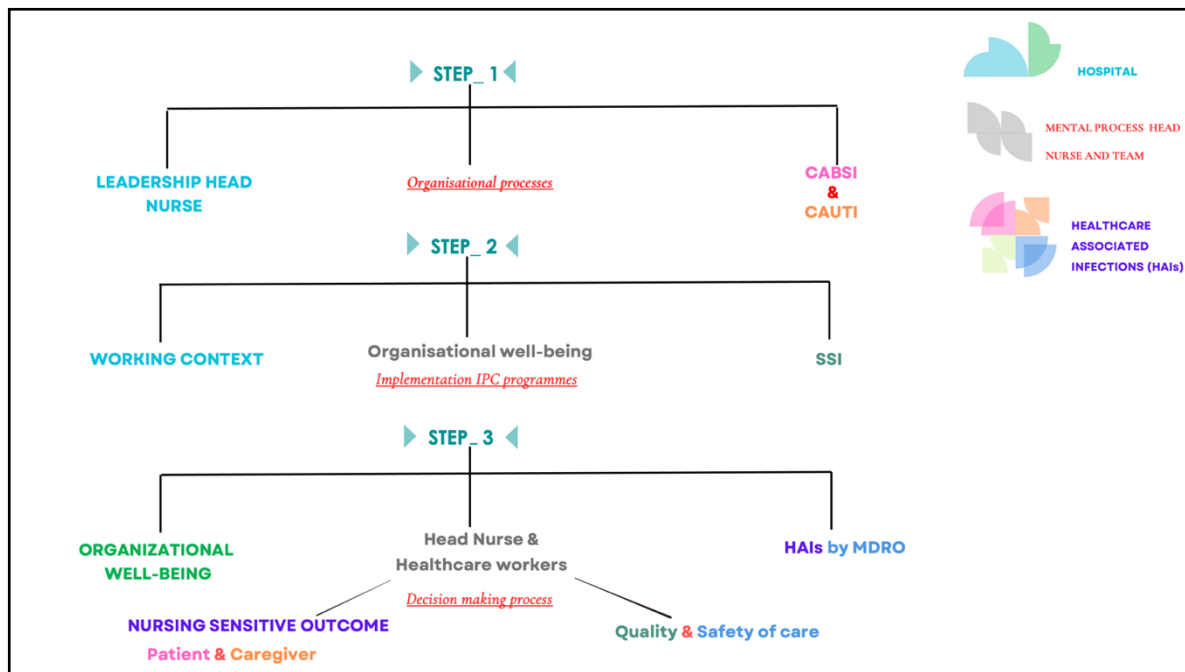 STEP_ 1
LEADERSHIP HEAD
NURSE
Organisational processes
CABSI
&
CAUTI
STEP_ 2
WORKING CONTEXT
Organisational well-being
Implementation IPC programmes
SSI
STEP_ 3
ORGANIZATIONAL
WELL-BEING
Head Nurse &
Healthcare workers
Decision making process
HAIs by MDRO
NURSING SENSITIVE OUTCOME
Patient & Caregiver
Quality & Safety of care
HOSPITAL
MENTAL PROCESS HEAD
NURSE AND TEAM
HEALTHCARE
ASSOCIATED
INFECTIONS (HAIs)